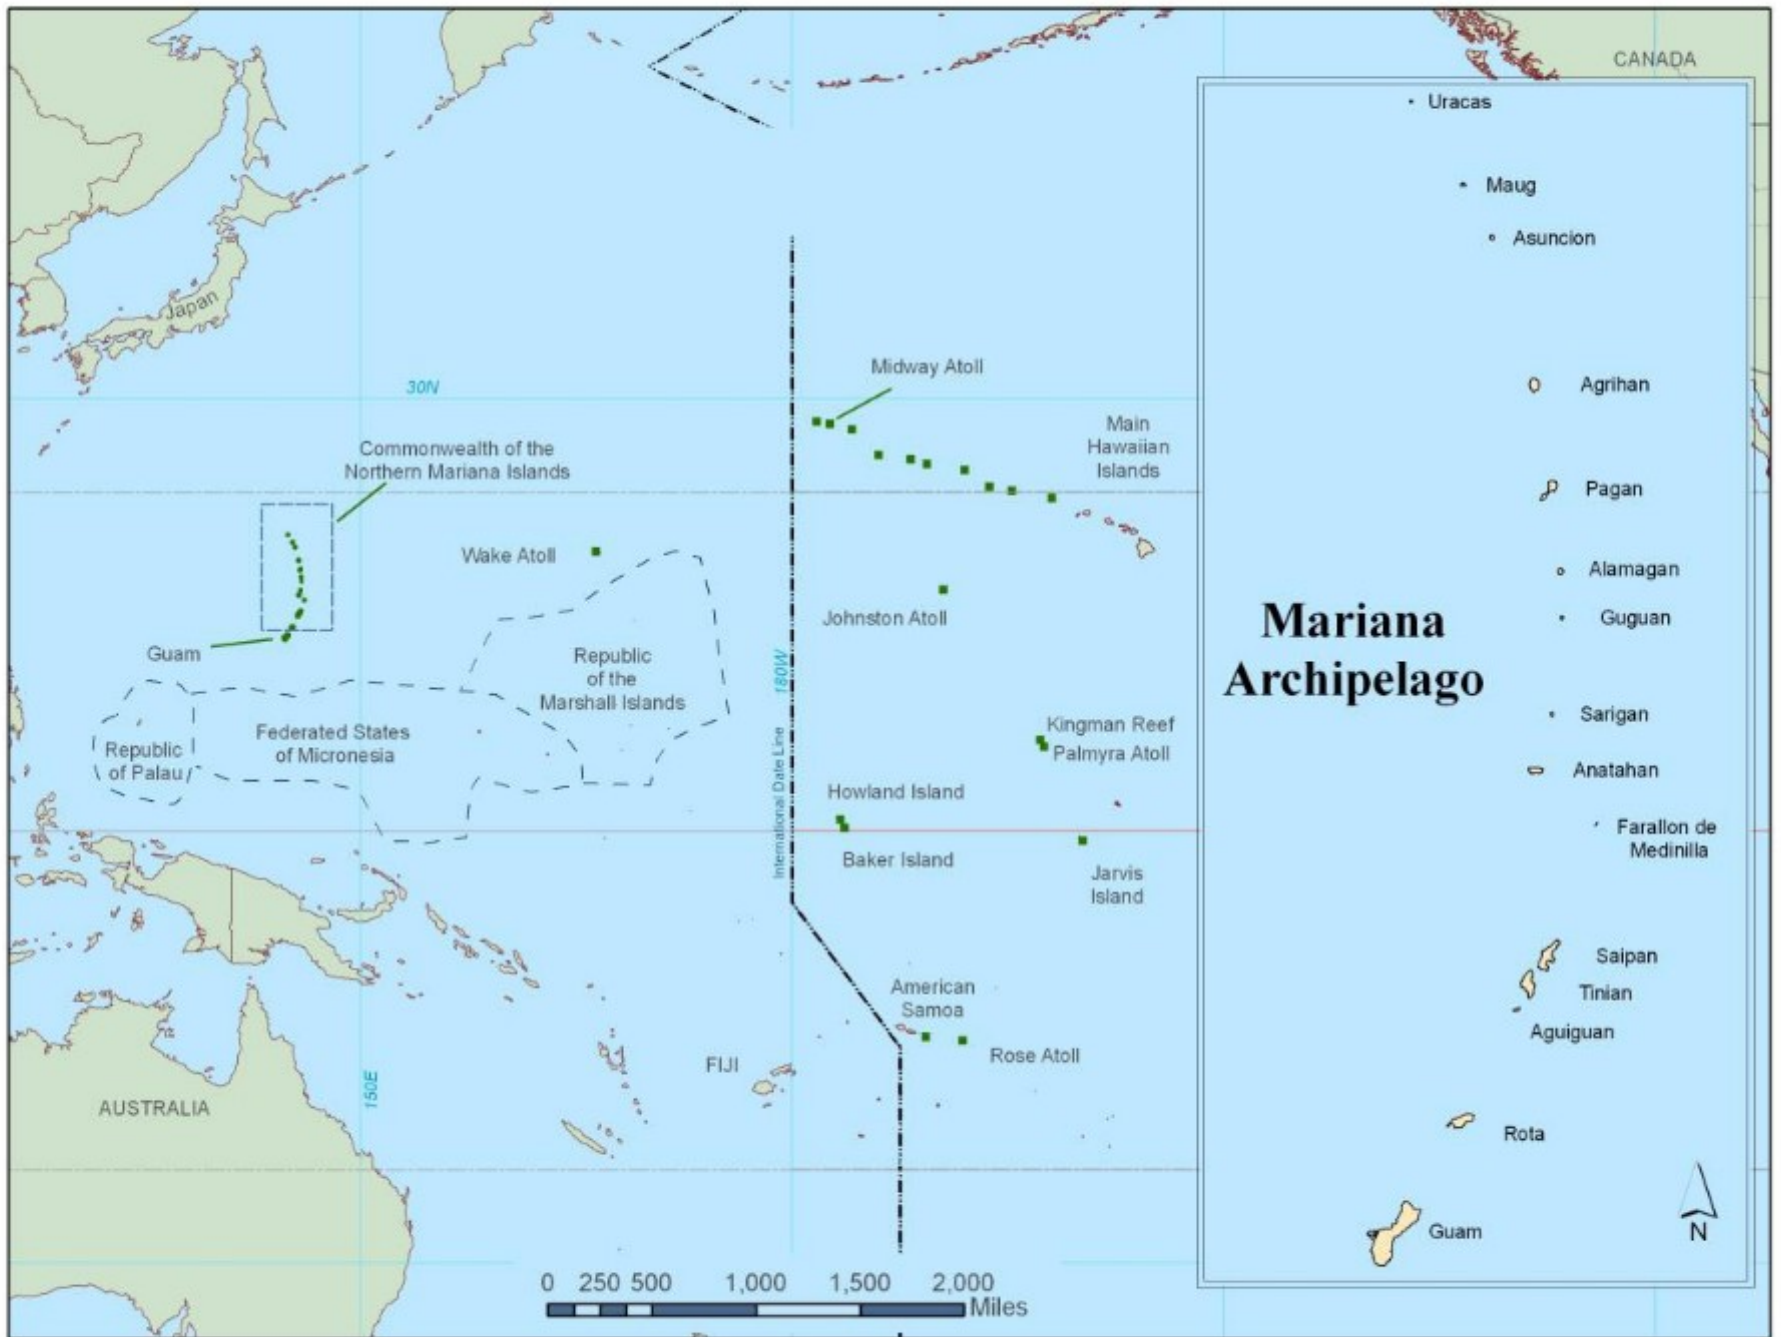 CANADA
Uracas
Maug
Asuncion
Japan
Midway Atoll
30N
Agrihan
Main
Hawaiian
Islands
Commonwealth of the
Northern Mariana Islands
Pagan
Wake Atoll
Alamagan
Johnston Atoll
Guguan
Mariana
Archipelago
Guam
Republic
of the
Marshall Islands
180W
Sarigan
Kingman Reef
Palmyra Atoll
Federated States
of Micronesia
Republic
of Palau
International Date Line
Anatahan
Howland Island
Farallon de
Medinilla
Baker Island
Jarvis
Island
Saipan
Tinian
Aguiguan
American
Samoa
Rose Atoll
FIJI
150E
AUSTRALIA
Rota
Guam
N
0 250 500 1,000 1,500 2,000
Miles